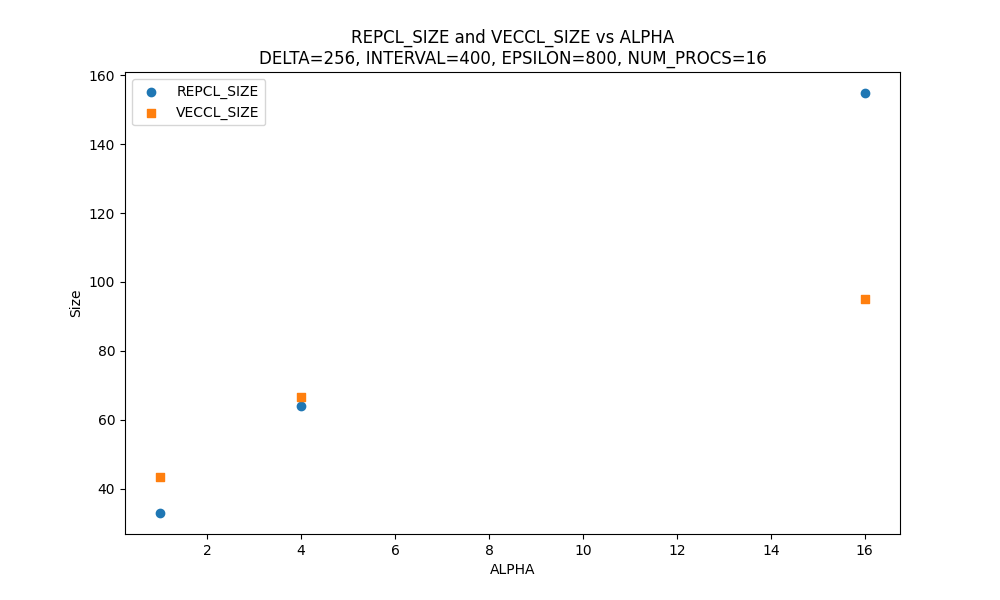 REPCL_SIZE and VECCL_SIZE vs ALPHA
DELTA=256, INTERVAL=400, EPSILON=800, NUM_PROCS=16
REPCL_SIZE
VECCL_SIZE
160
140
120
100
80
60
40
Size
2 4 6 8 10 12 14 16
ALPHA